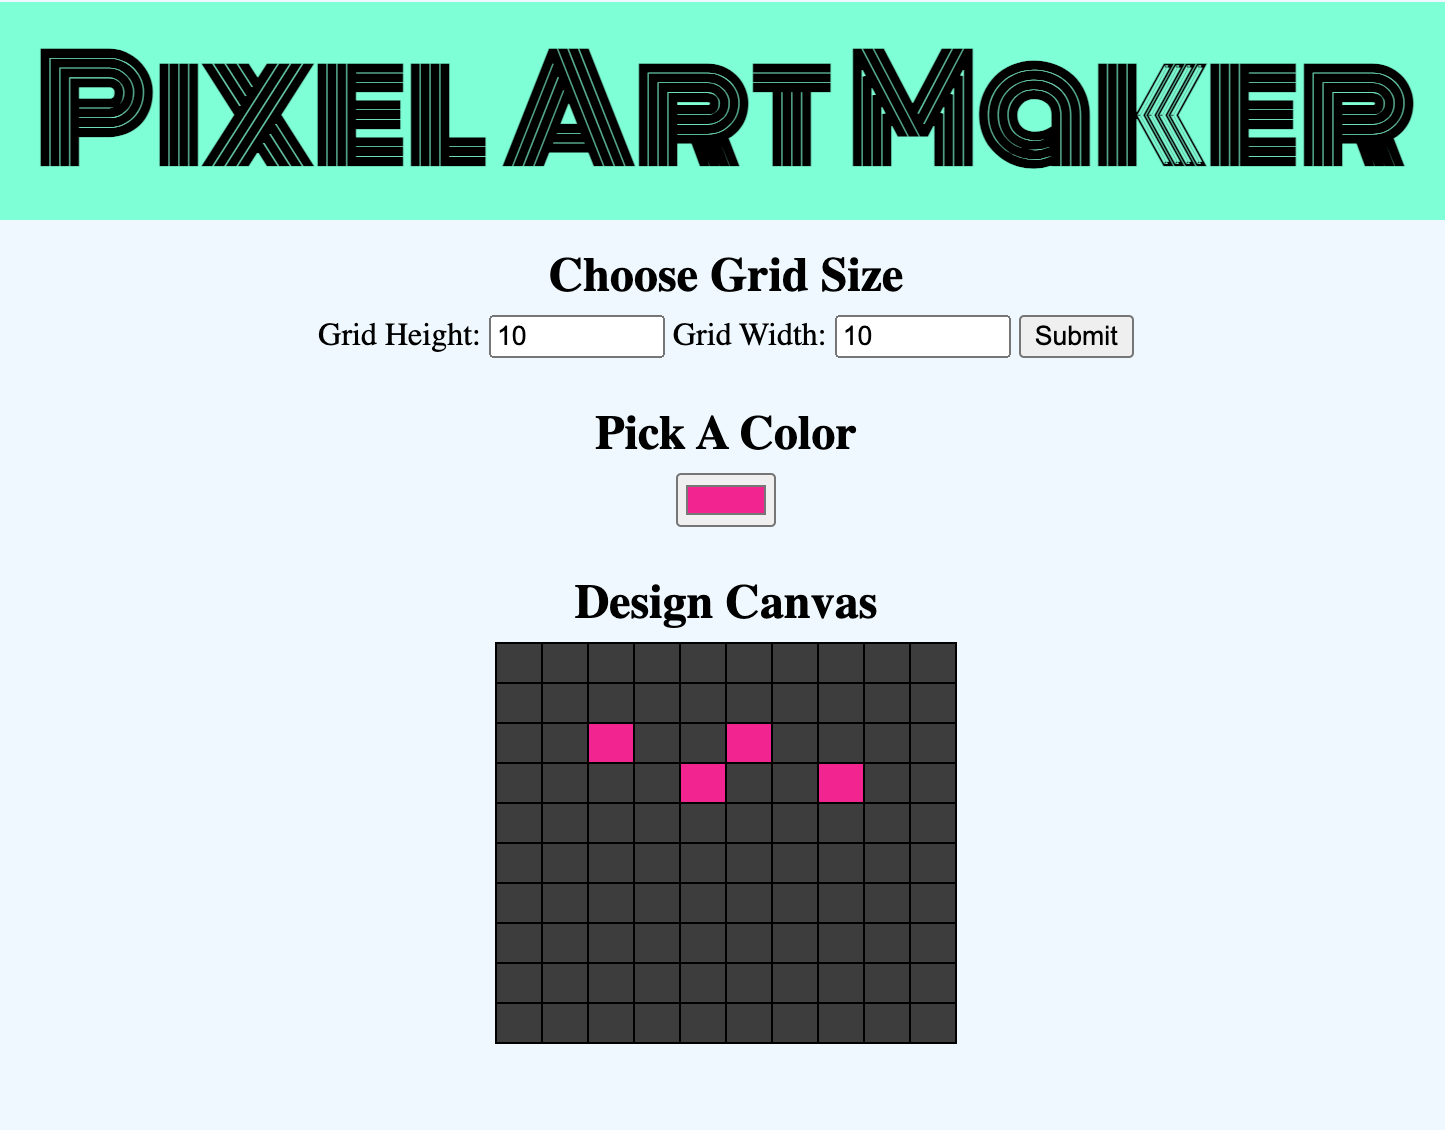 Pixel Art Maker
Choose Grid Size
Grid Height: 10 Grid Width: 10 Submit
Pick A Color
Design Canvas